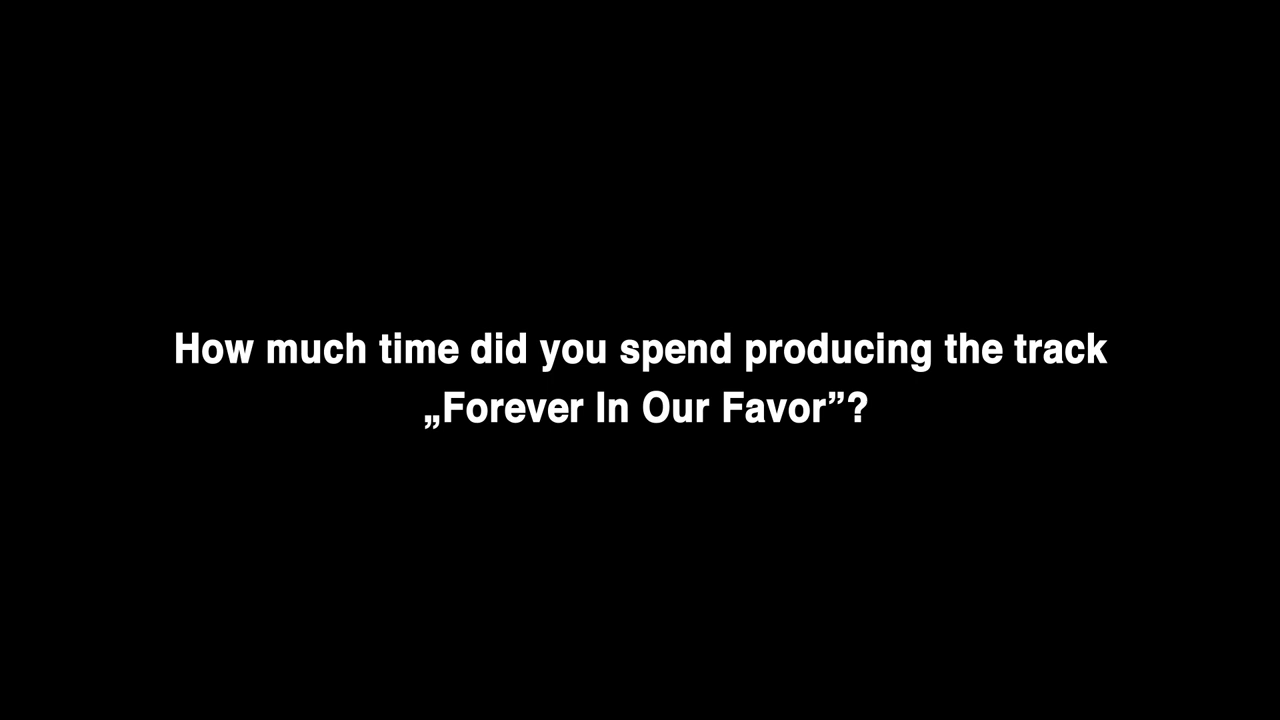 How much time did you spend producing the track
„Forever In Our Favor”?